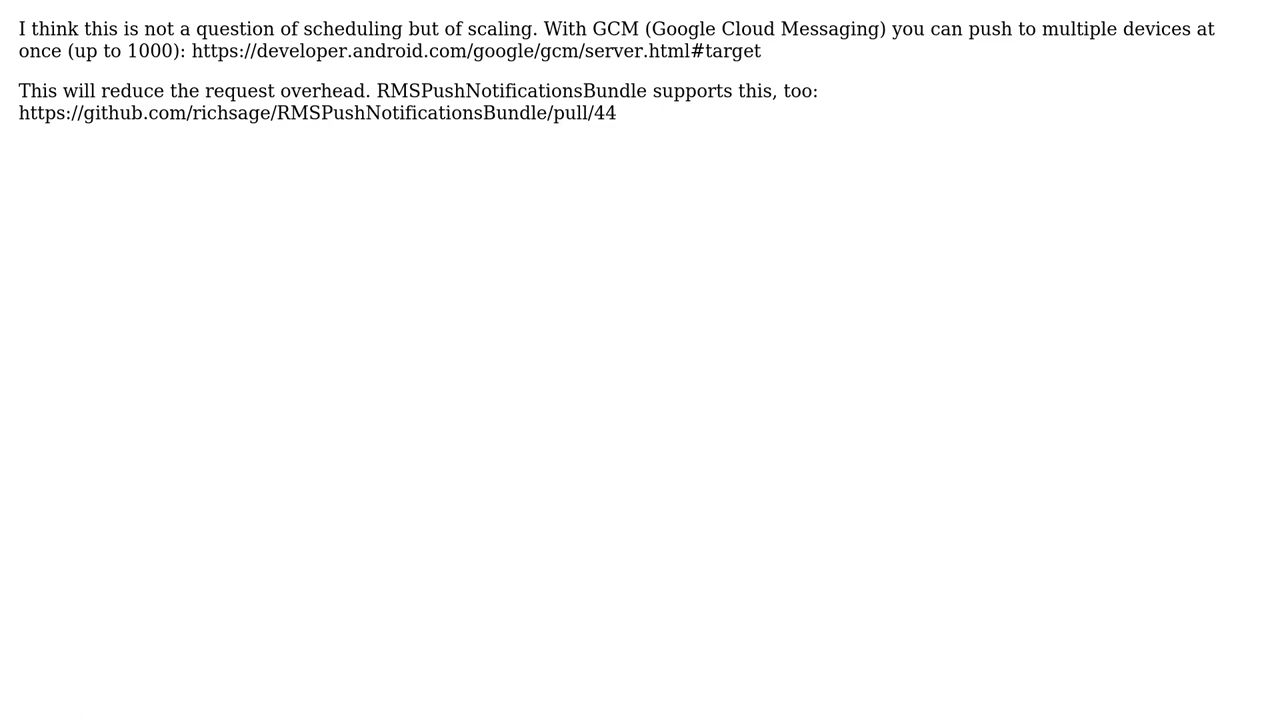 I think this is not a question of scheduling but of scaling. With GCM (Google Cloud Messaging) you can push to multiple devices at
once (up to 1000): https://developer.android.com/google/gcm/server.html#target
This will reduce the request overhead. RMSPushNotificationsBundle supports this, too:
https://github.com/richsage/RMSPushNotificationsBundle/pull/44